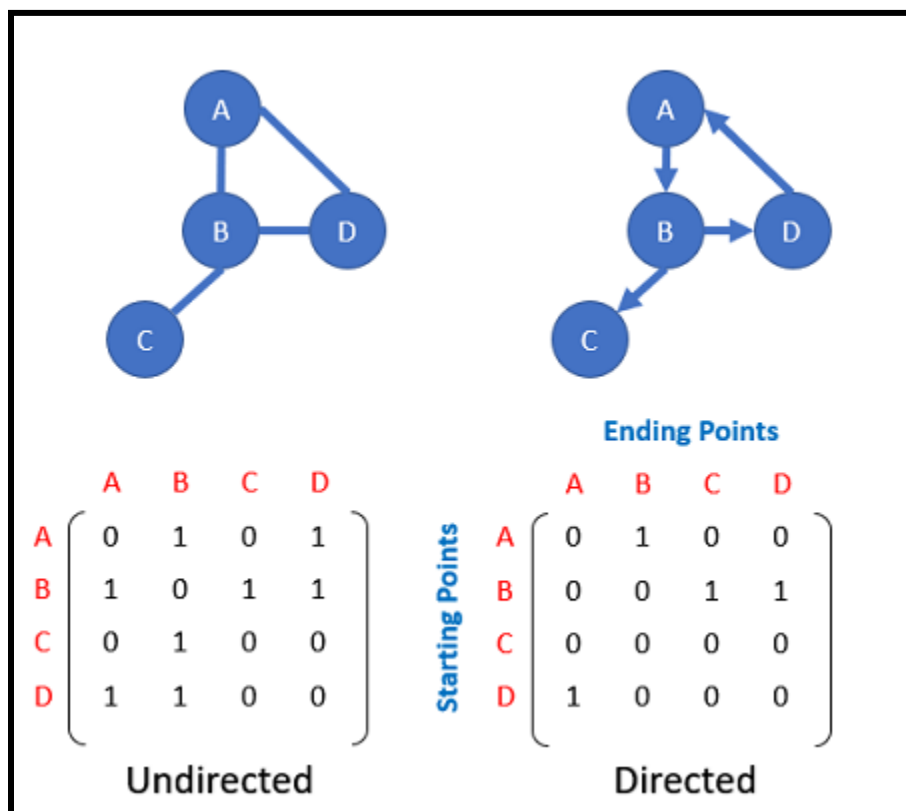 A
B
D
C
A
B
D
C
A B C D
A 0 1 0 1
B 1 0 1 1
C 0 1 0 0
D 1 1 0 0
Undirected
Ending Points
Starting Points
A B C D
A 0 1 0 0
B 0 0 1 1
C 0 0 0 0
D 1 0 0 0
Directed